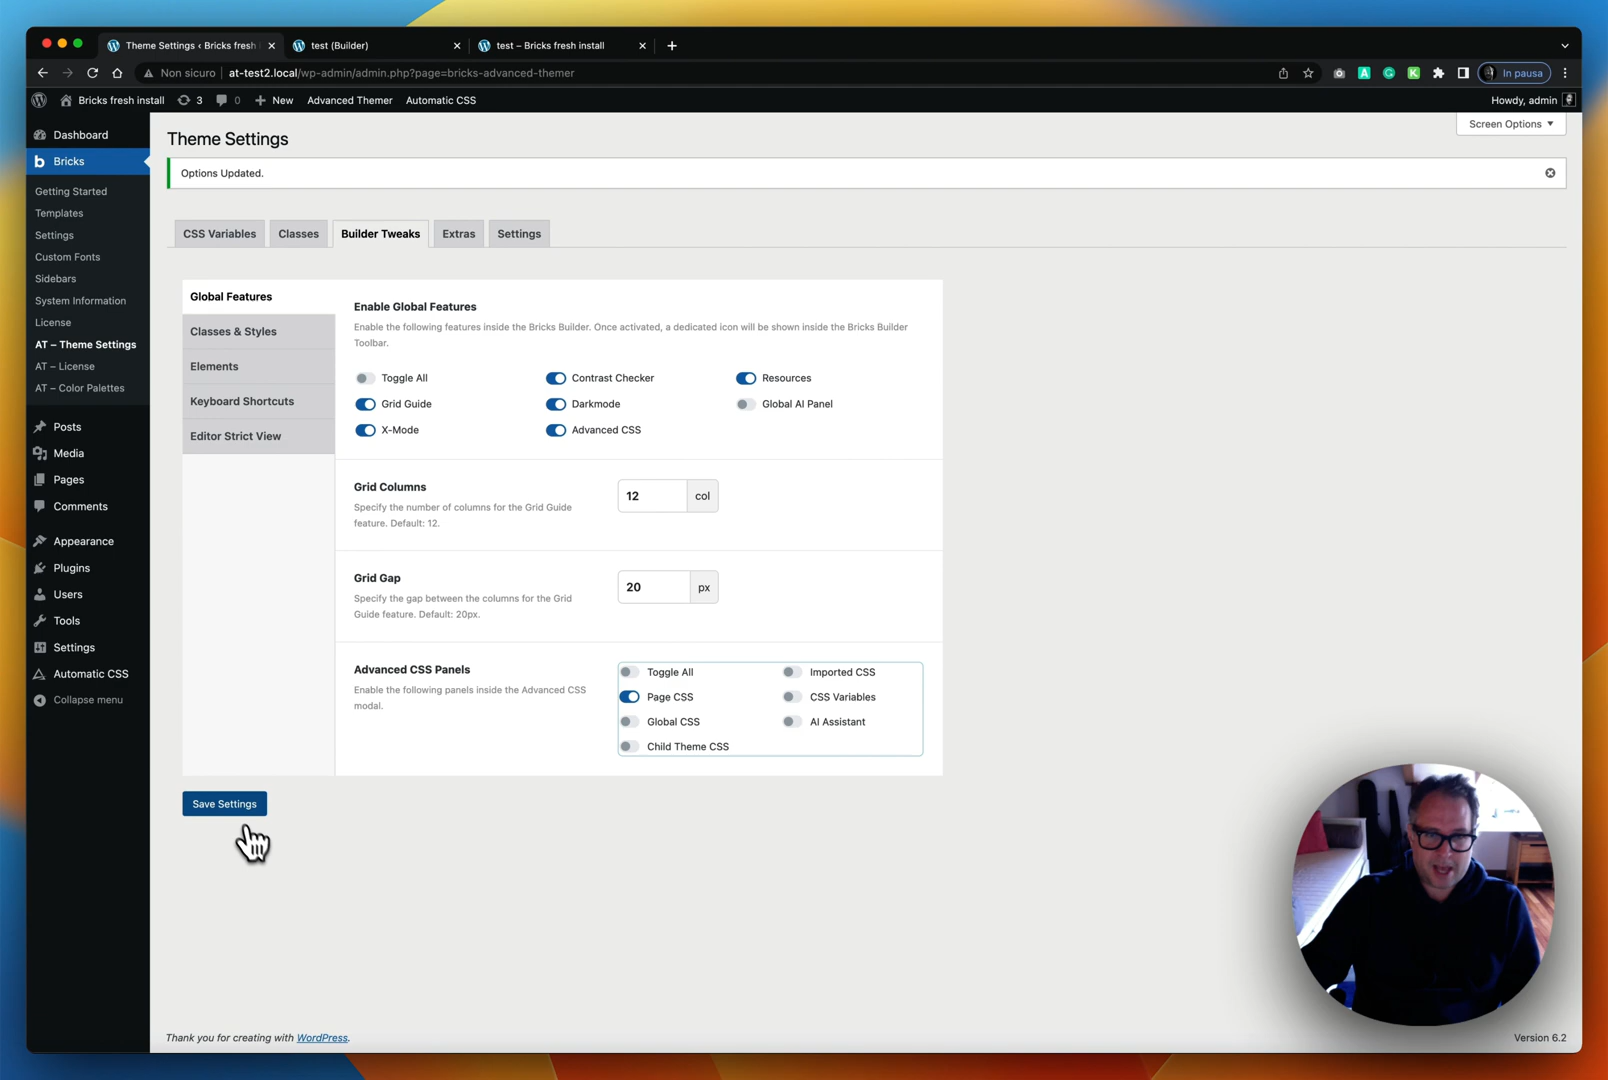 Theme Settings ‹ Bricks fresh
test (Builder)
test – Bricks fresh install
Non sicuro
at-test2.local/wp-admin/admin.php?page=bricks-advanced-themer
In pausa
Bricks fresh install
3
0
New
Advanced Themer
Automatic CSS
Howdy, admin
Dashboard
Bricks
Getting Started
Templates
Settings
Custom Fonts
Sidebars
System Information
License
AT – Theme Settings
AT – License
AT – Color Palettes
Posts
Media
Pages
Comments
Appearance
Plugins
Users
Tools
Settings
Automatic CSS
Collapse menu
Screen Options
Theme Settings
Options Updated.
CSS Variables
Classes
Builder Tweaks
Extras
Settings
Global Features
Classes & Styles
Elements
Keyboard Shortcuts
Editor Strict View
Enable Global Features
Enable the following features inside the Bricks Builder. Once activated, a dedicated icon will be shown inside the Bricks Builder
Toolbar.
Toggle All
Contrast Checker
Resources
Grid Guide
Darkmode
Global AI Panel
X-Mode
Advanced CSS
Grid Columns
Specify the number of columns for the Grid Guide
feature. Default: 12.
12
col
Grid Gap
Specify the gap between the columns for the Grid
Guide feature. Default: 20px.
20
px
Advanced CSS Panels
Enable the following panels inside the Advanced CSS
modal.
Toggle All
Imported CSS
Page CSS
CSS Variables
Global CSS
AI Assistant
Child Theme CSS
Save Settings
Thank you for creating with WordPress.
Version 6.2